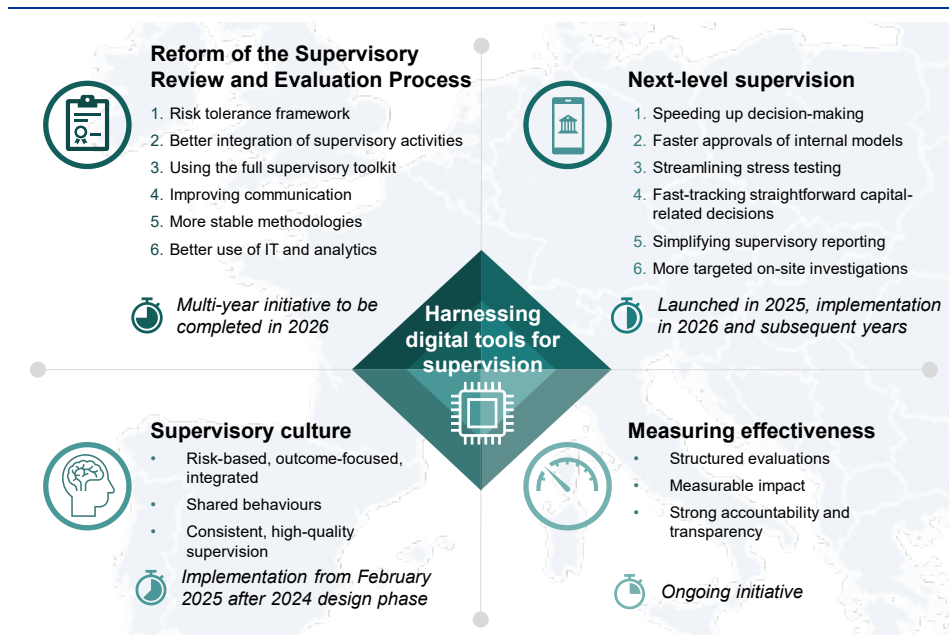 Reform of the Supervisory
Review and Evaluation Process
1. Risk tolerance framework
2. Better integration of supervisory activities
3. Using the full supervisory toolkit
4. Improving communication
5. More stable methodologies
6. Better use of IT and analytics
Multi-year initiative to be
completed in 2026
Next-level supervision
1. Speeding up decision-making
2. Faster approvals of internal models
3. Streamlining stress testing
4. Fast-tracking straightforward capital-
related decisions
5. Simplifying supervisory reporting
6. More targeted on-site investigations
Launched in 2025, implementation
in 2026 and subsequent years
Harnessing
digital tools for
supervision
Supervisory culture
• Risk-based, outcome-focused,
integrated
• Shared behaviours
• Consistent, high-quality
supervision
Implementation from February
2025 after 2024 design phase
Measuring effectiveness
• Structured evaluations
• Measurable impact
• Strong accountability and
transparency
Ongoing initiative